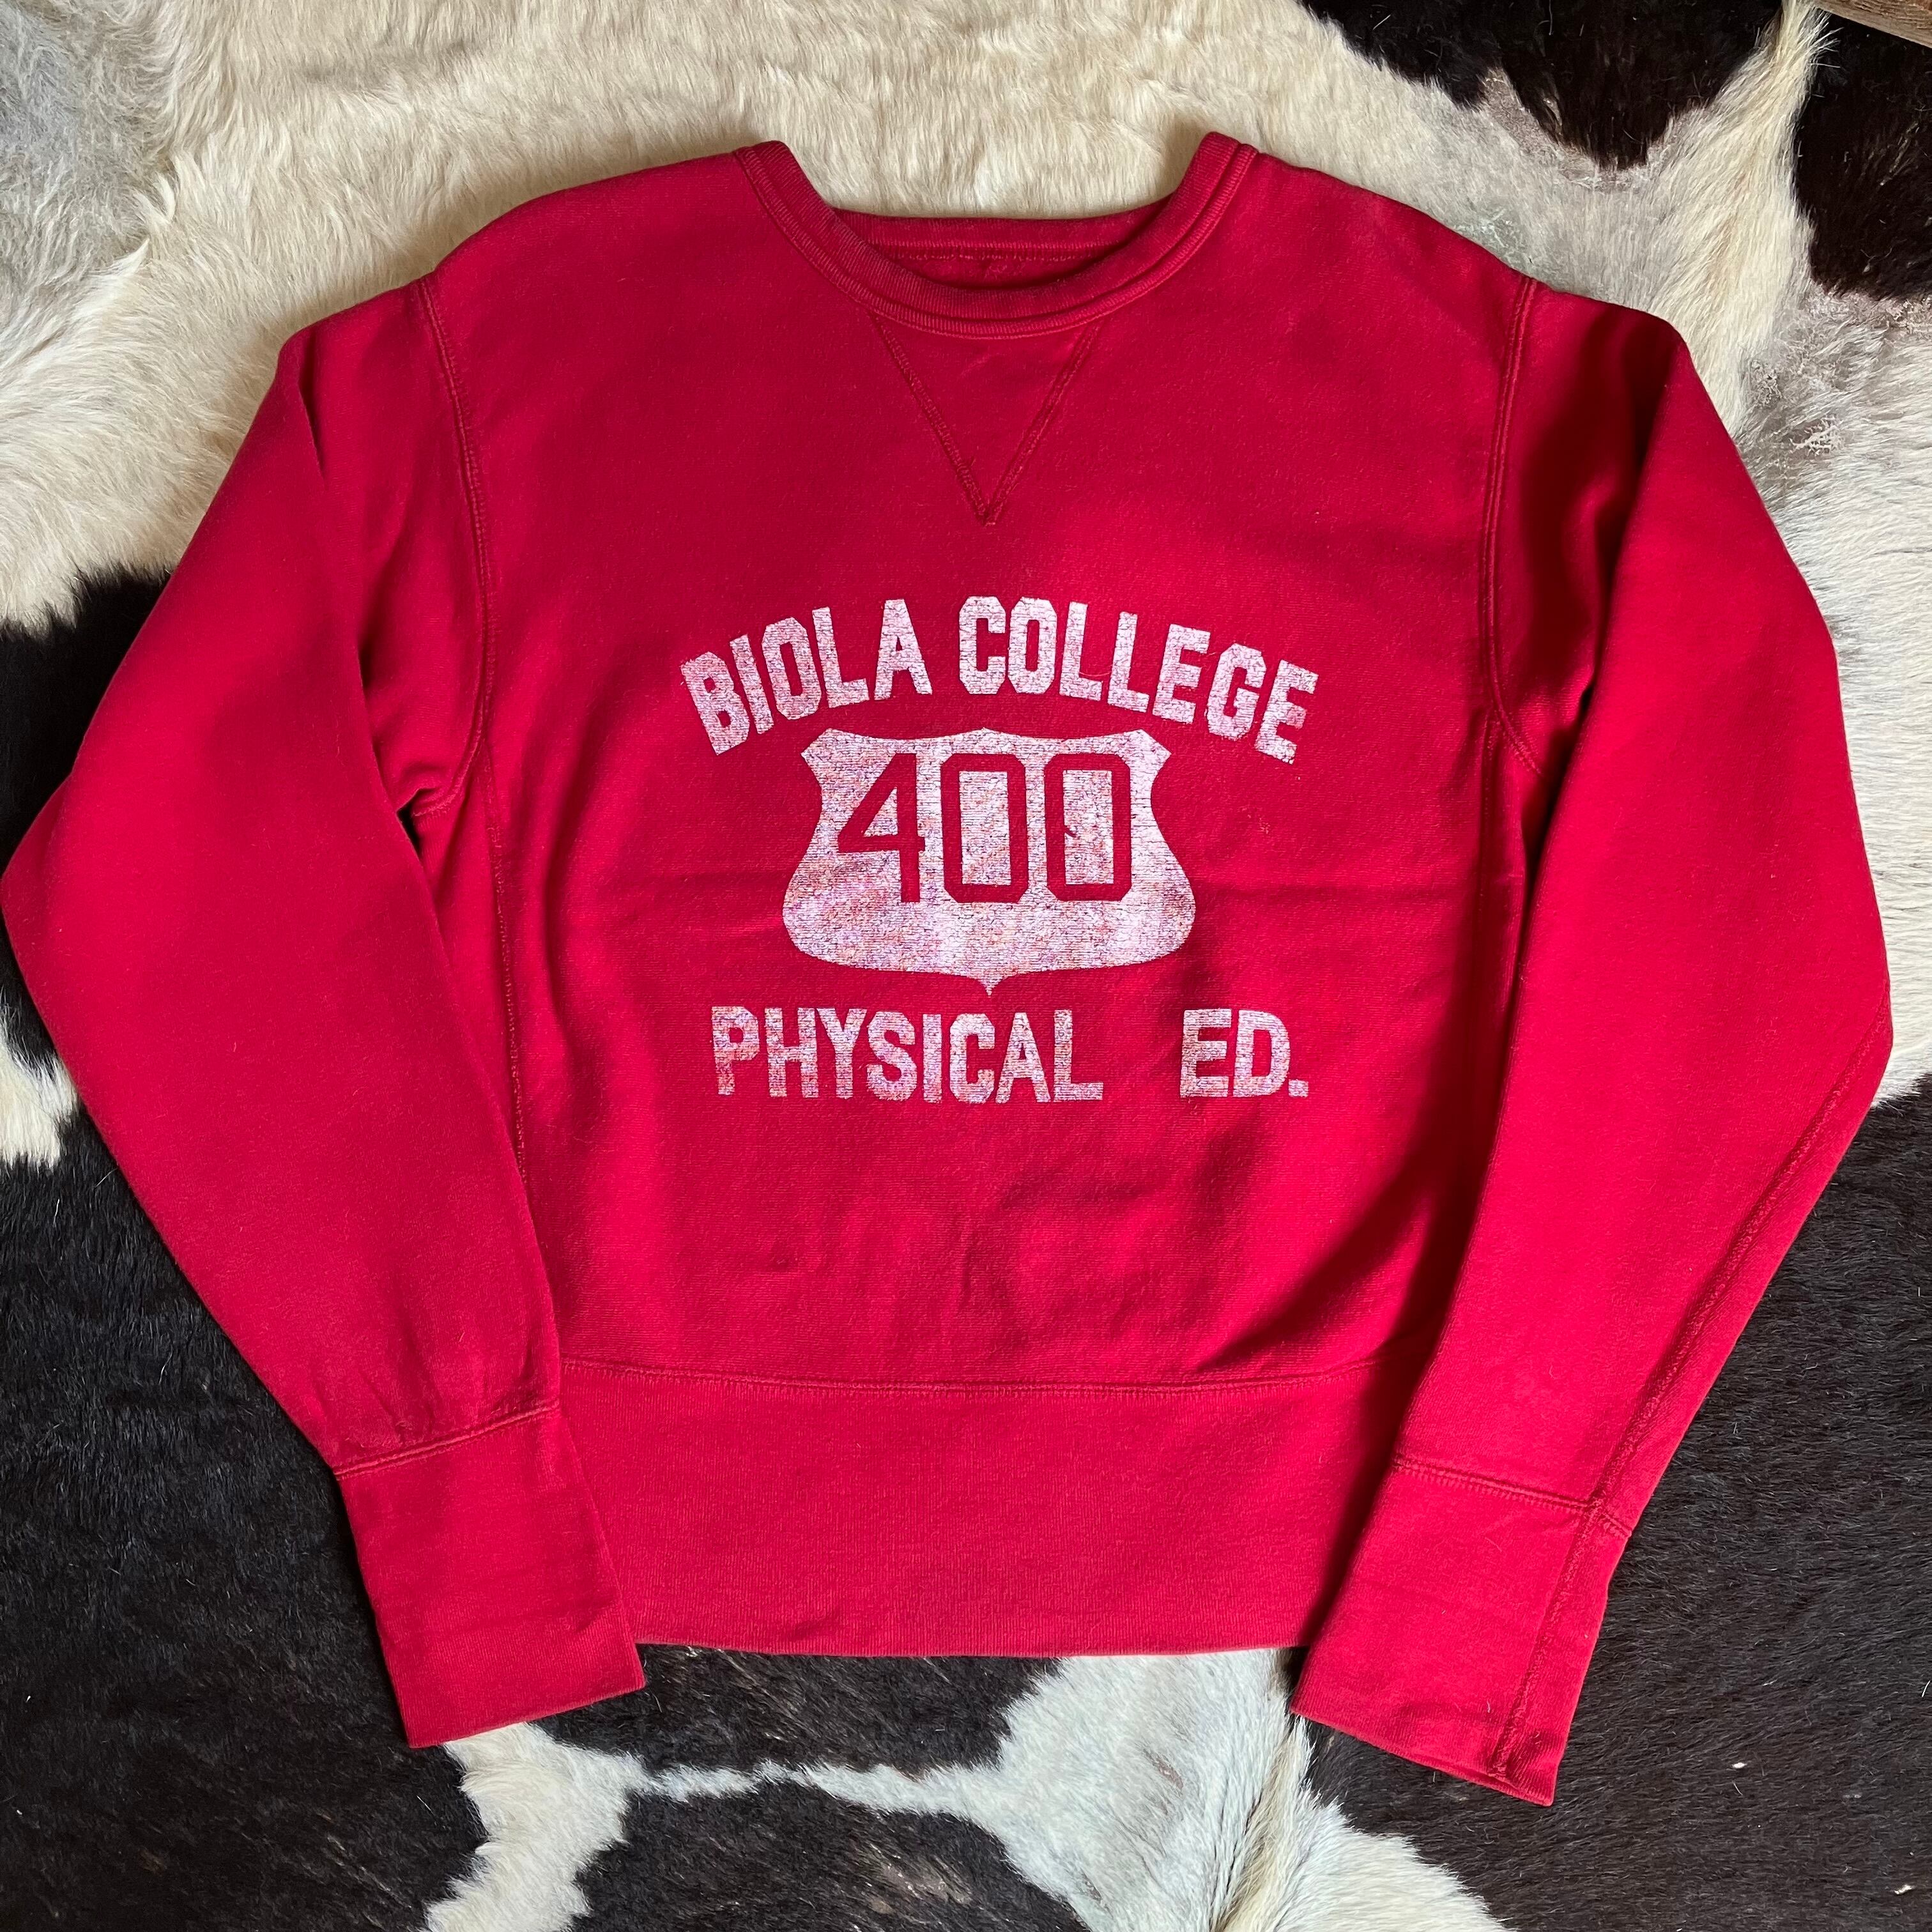 BIOLA COLLEGE
400
PHYSICAL ED.